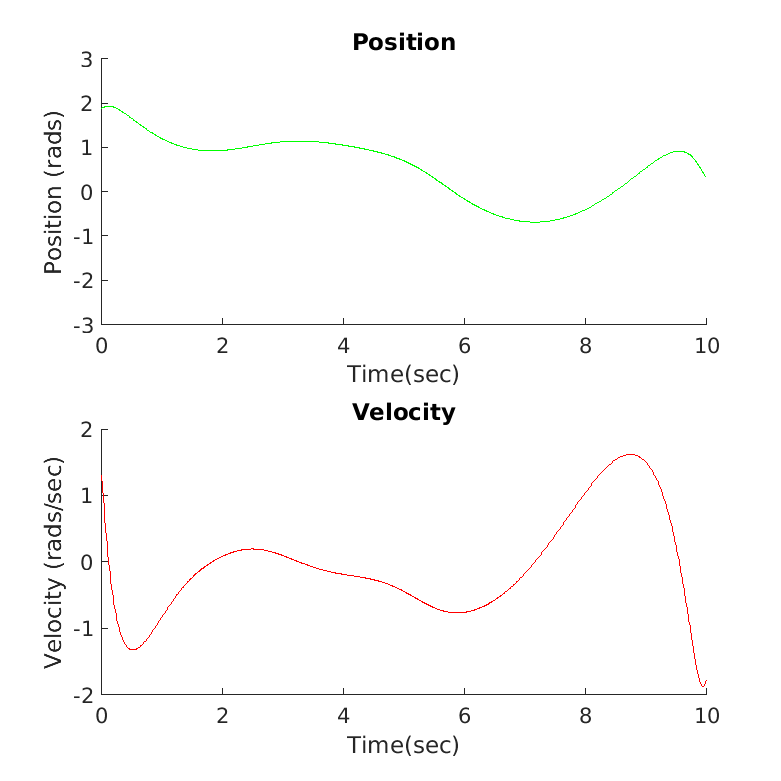 Position
3
2
1
0
-1
-2
-3
Position (rads)
0 2 4 6 8 10
Time(sec)
Velocity
2
1
0
-1
-2
Velocity (rads/sec)
0 2 4 6 8 10
Time(sec)